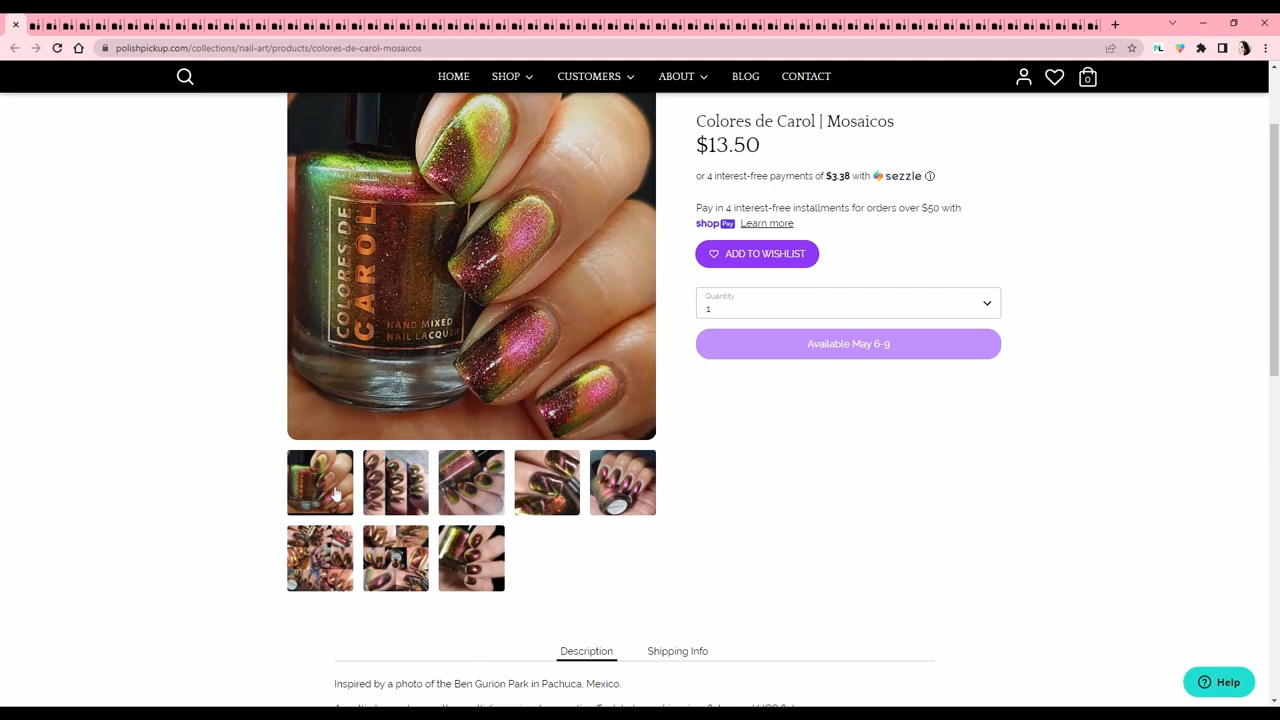 polishpickup.com/collections/nail-art/products/colores-de-carol-mosaicos
HOME SHOP CUSTOMERS ABOUT BLOG CONTACT
0
Colores de Carol | Mosaicos
$13.50
or 4 interest-free payments of $3.38 with sezzle
Pay in 4 interest-free installments for orders over $50 with
shop Pay Learn more
ADD TO WISHLIST
Quantity
1
Available May 6-9
COLORES DE
CAROL
HAND MIXED
NAIL LACQUER
Description Shipping Info
Inspired by a photo of the Ben Gurion Park in Pachuca, Mexico.
Help